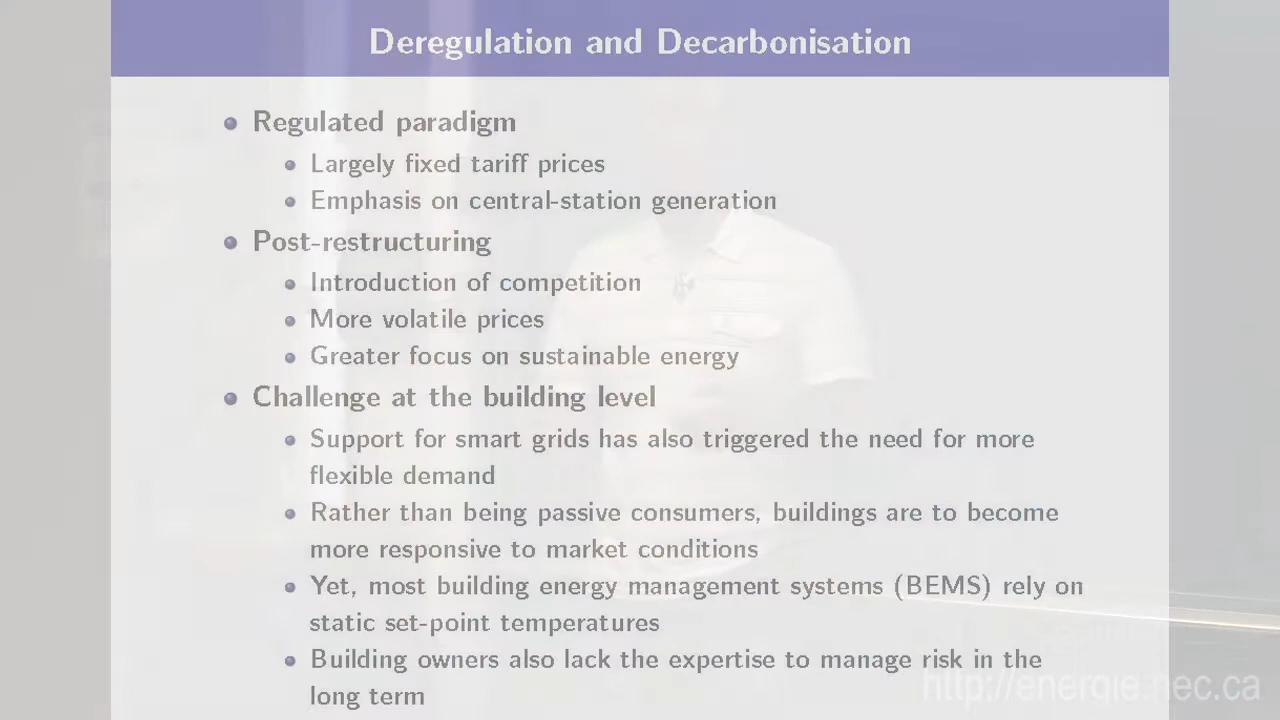 Deregulation and Decarbonisation
Regulated paradigm
Largely fixed tariff prices
Emphasis on central-station generation
Post-restructuring
Introduction of competition
More volatile prices
Greater focus on sustainable energy
Challenge at the building level
Support for smart grids has also triggered the need for more
flexible demand
Rather than being passive consumers, buildings are to become
more responsive to market conditions
Yet, most building energy management systems (BEMS) rely on
static set-point temperatures
Building owners also lack the expertise to manage risk in the
long term
http://energie.hec.ca